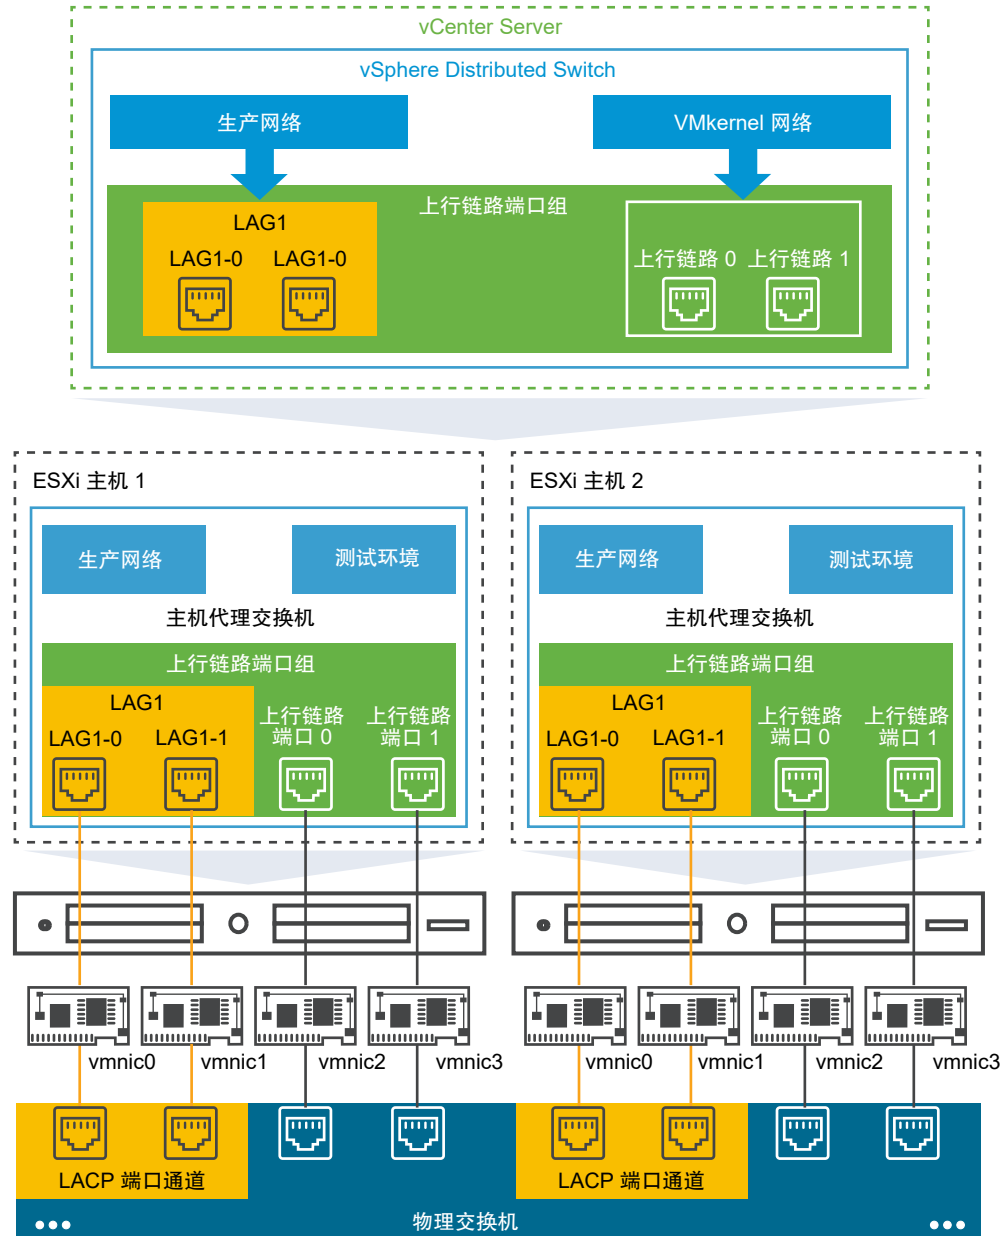 vCenter Server
vSphere Distributed Switch
生产网络
VMkernel 网络
上行链路端口组
LAG1
LAG1-0
LAG1-0
上行链路 0
上行链路 1
ESXi 主机 1
生产网络
测试环境
主机代理交换机
上行链路端口组
LAG1
LAG1-0
LAG1-1
上行链路
端口 0
上行链路
端口 1
vmnic0
vmnic1
vmnic2
vmnic3
ESXi 主机 2
生产网络
测试环境
主机代理交换机
上行链路端口组
LAG1
LAG1-0
LAG1-1
上行链路
端口 0
上行链路
端口 1
vmnic0
vmnic1
vmnic2
vmnic3
LACP 端口通道
LACP 端口通道
物理交换机